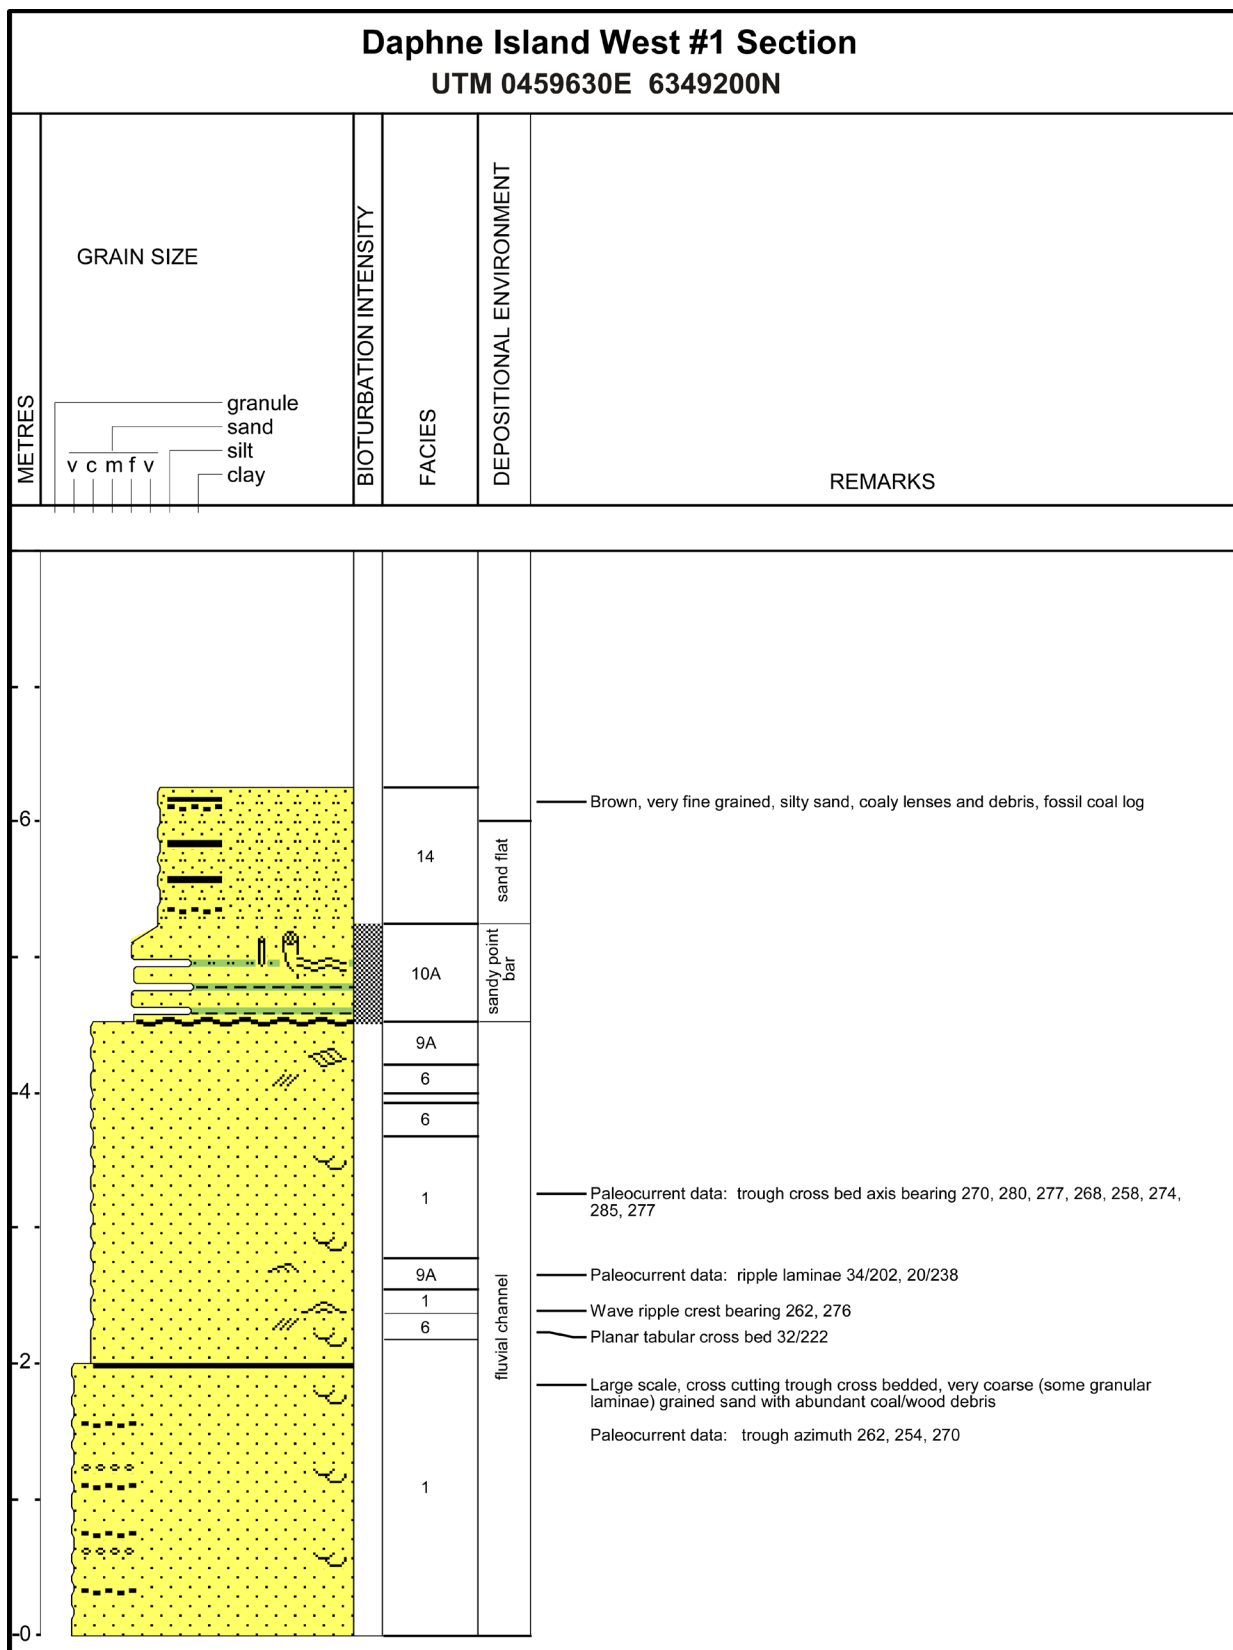 Daphne Island West #1 Section
UTM 0459630E 6349200N
METRES
GRAIN SIZE
granule
sand
silt
clay
v c m f v
BIOTURBATION INTENSITY
FACIES
DEPOSITIONAL ENVIRONMENT
REMARKS
Brown, very fine grained, silty sand, coaly lenses and debris, fossil coal log
6
14
sand flat
10A
sandy point
bar
9A
6
4
6
1
Paleocurrent data: trough cross bed axis bearing 270, 280, 277, 268, 258, 274,
285, 277
9A
Paleocurrent data: ripple laminae 34/202, 20/238
1
Wave ripple crest bearing 262, 276
6
Planar tabular cross bed 32/222
fluvial channel
2
Large scale, cross cutting trough cross bedded, very coarse (some granular
laminae) grained sand with abundant coal/wood debris
Paleocurrent data: trough azimuth 262, 254, 270
1
0